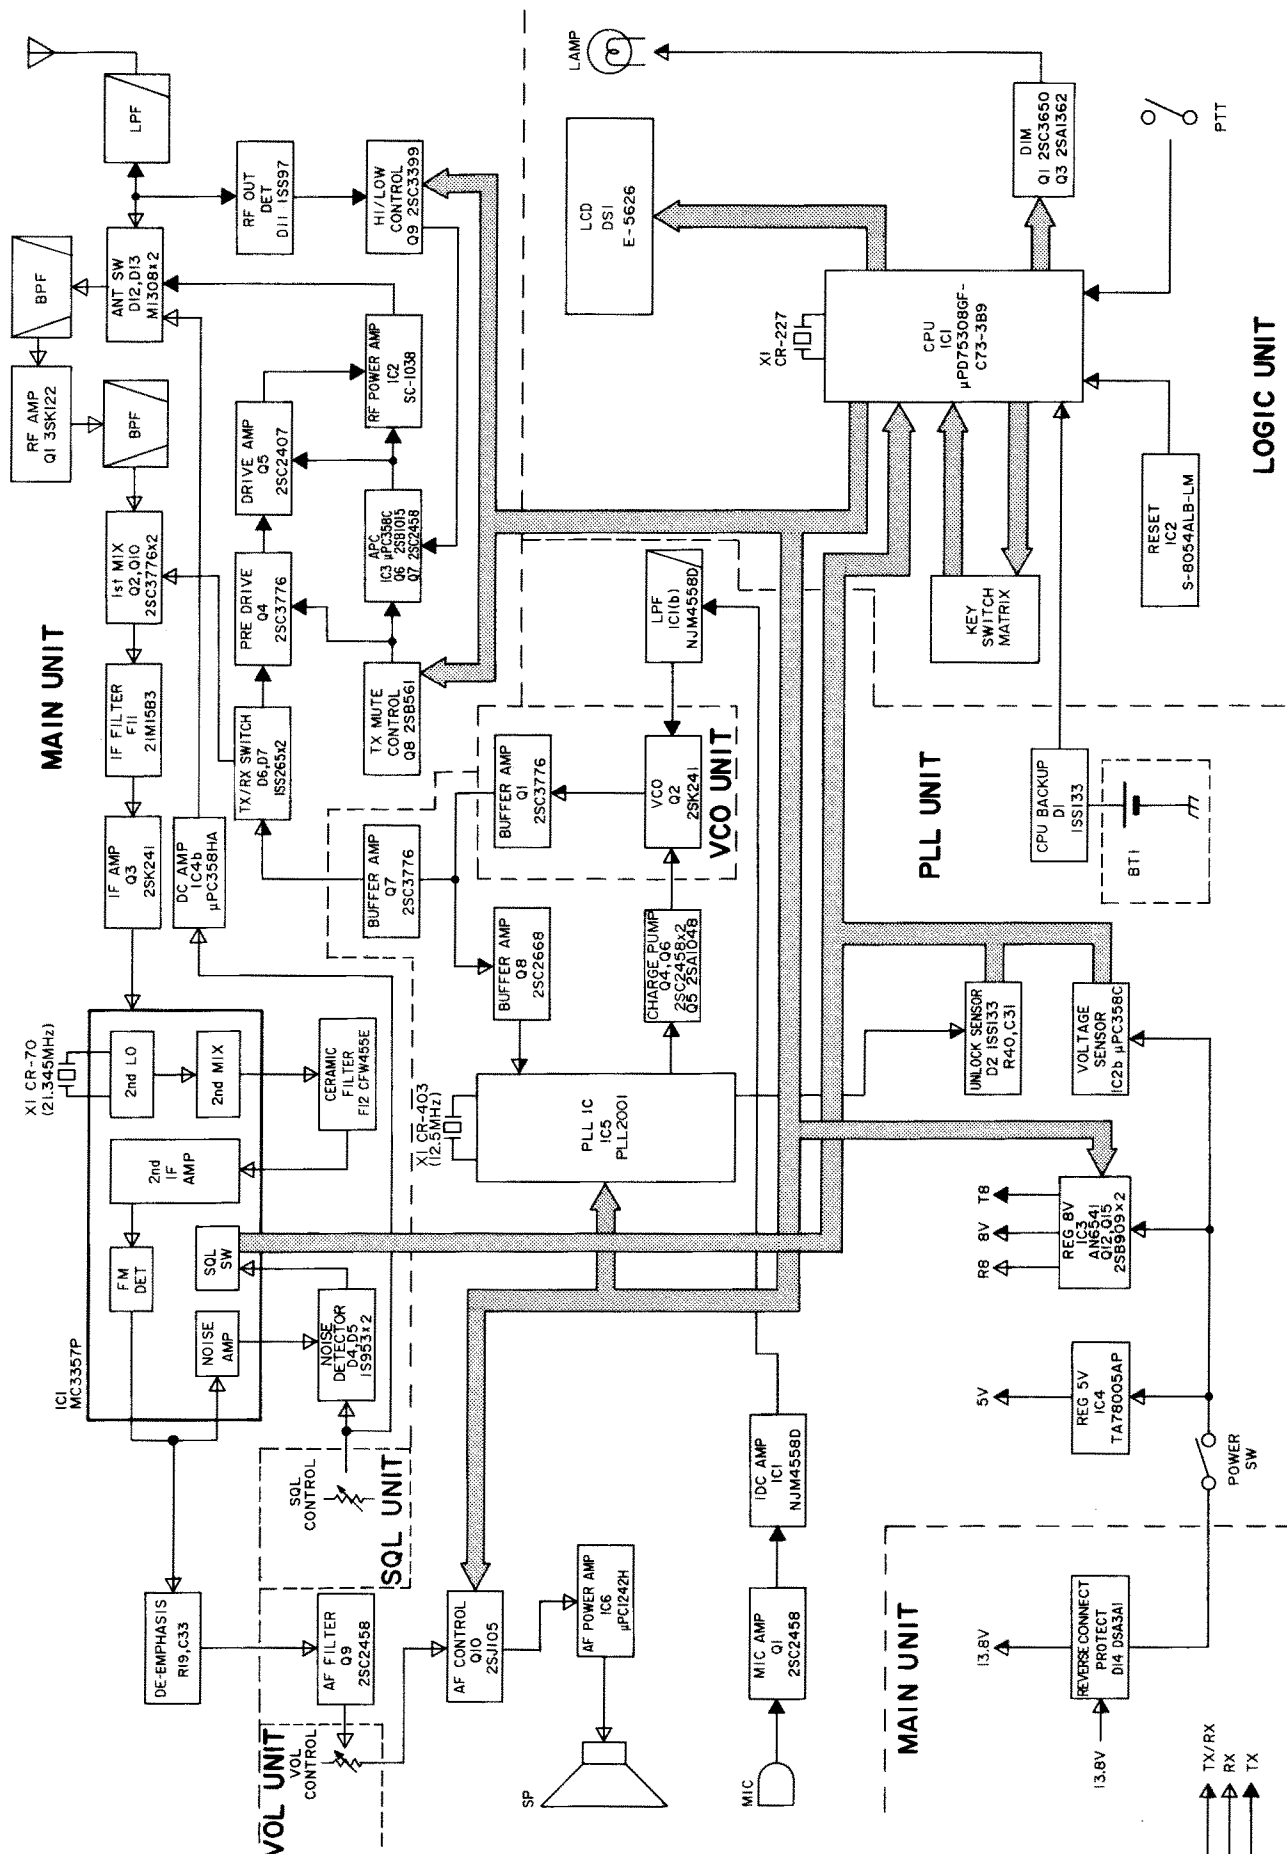 MAIN UNIT
LPF
BPF
ANT SW
D12,D13
MI308x2
RF AMP
Q1 3SK122
BPF
1st MIX
Q2,Q10
2SC3776x2
IF FILTER
FI1
21M15B3
IF AMP
Q3
2SK241
DC AMP
IC4b
µPC358HA
RF OUT
DET
D11 1SS97
HI/LOW
CONTROL
Q9 2SC3399
RF POWER AMP
IC2
SC-1038
DRIVE AMP
Q5
2SC2407
APC
IC3 µPC358C
Q6 2SB1015
Q7 2SC2458
PRE DRIVE
Q4
2SC3776
TX MUTE
CONTROL
Q8 2SB561
TX/RX SWITCH
D6,D7
1SS265x2
X1 CR-70
(21.345MHz)
2nd LO
2nd MIX
CERAMIC
FILTER
FI2 CFW455E
2nd
IF
AMP
FM
DET
SQL
SW
NOISE
AMP
IC1
MC3357P
NOISE
DETECTOR
D4,D5
1S953x2
SQL
CONTROL
SQL UNIT
DE-EMPHASIS
R19,C33
AF FILTER
Q9
2SC2458
VOL UNIT
VOL
CONTROL
AF CONTROL
Q10
2SJ105
AF POWER AMP
IC6
µPC1242H
SP
BUFFER AMP
Q7
2SC3776
BUFFER AMP
Q1
2SC3776
VCO
Q2
2SK241
VCO UNIT
LPF
IC1(b)
NJM4558D
BUFFER AMP
Q8
2SC2668
CHARGE PUMP
Q4,Q6
2SC2458x2
Q5 2SA1048
X1 CR-403
(12.5MHz)
PLL IC
IC5
PLL2001
PLL UNIT
MIC
MIC AMP
Q1
2SC2458
IDC AMP
IC1
NJM4558D
LAMP
LCD
DS1
E-5626
DIM
Q1 2SC3650
Q3 2SA1362
PTT
X1
CR-227
CPU
IC1
µPD75308GF-
C73-3B9
LOGIC UNIT
KEY
SWITCH
MATRIX
RESET
IC2
S-8054ALB-LM
CPU BACKUP
D1
1SS133
BT1
UNLOCK SENSOR
D2 1SS133
R40,C31
VOLTAGE
SENSOR
IC2b µPC358C
T8
8V
R8
REG 8V
IC3
AN6541
Q12,Q15
2SB909x2
5V
REG 5V
IC4
TA78005AP
POWER
SW
MAIN UNIT
13.8V
REVERSE CONNECT
PROTECT
D14 DSA3A1
13.8V
TX/RX
RX
TX